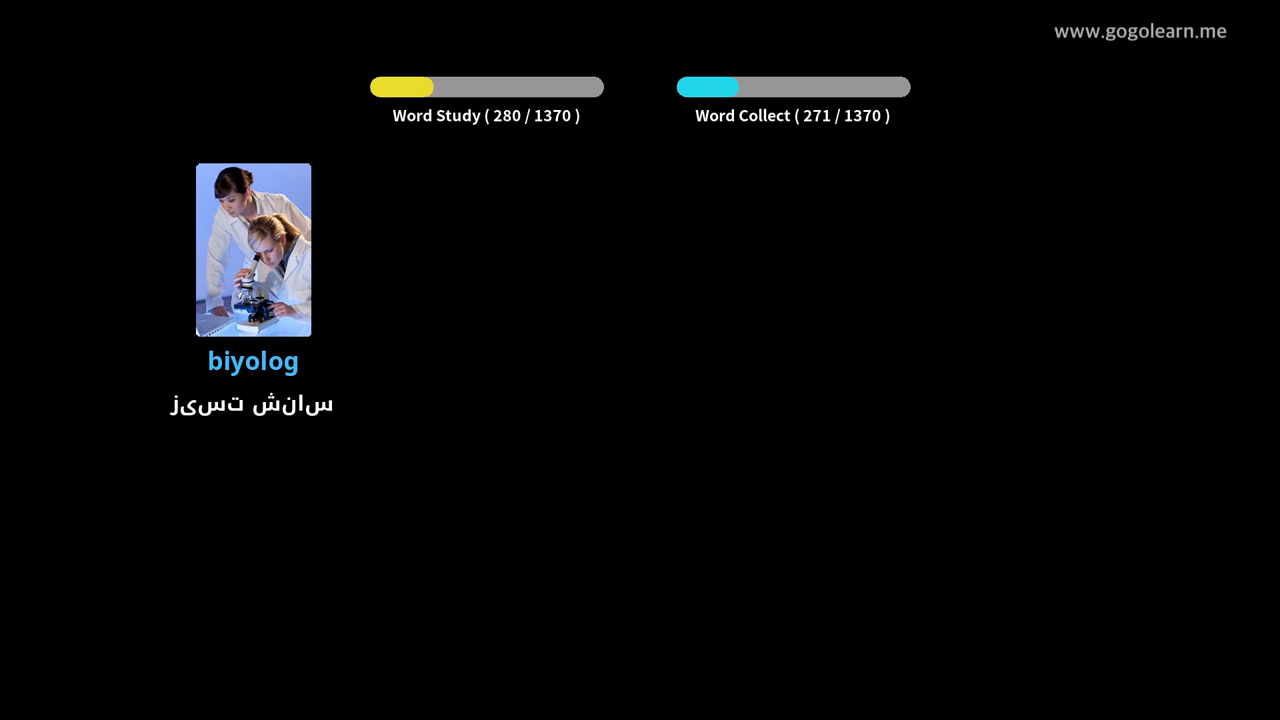 www.gogolearn.me
Word Study ( 280 / 1370 )
Word Collect ( 271 / 1370 )
biyolog
زیست شناس